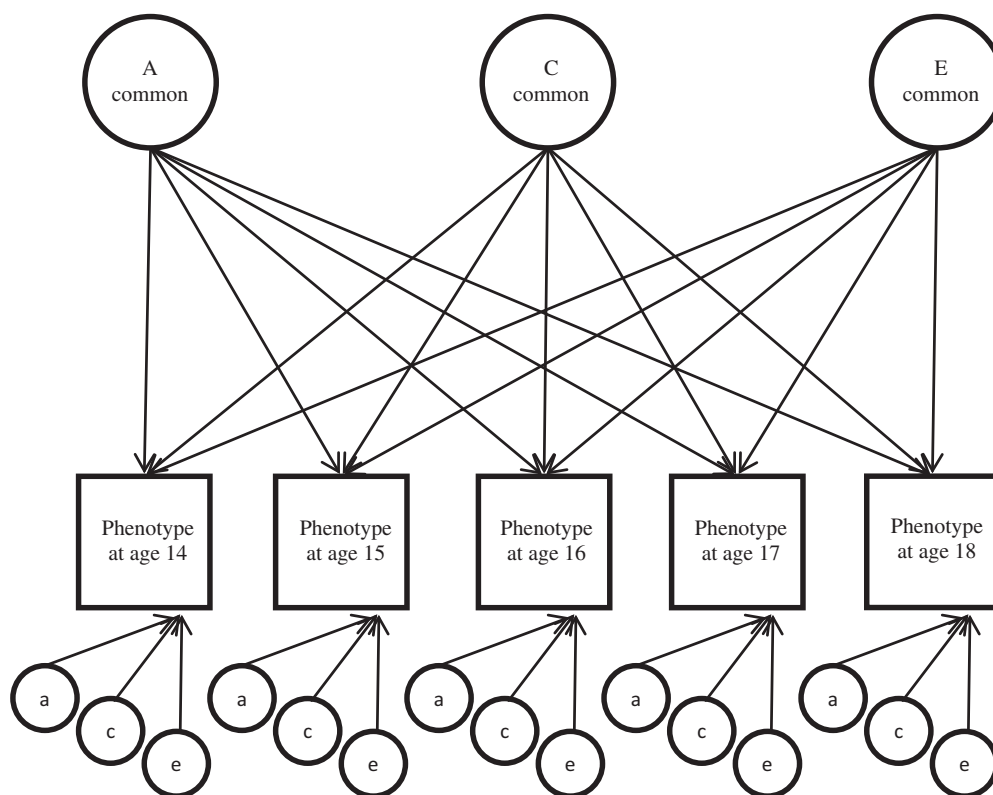 A
common
C
common
E
common
Phenotype
at age 14
Phenotype
at age 15
Phenotype
at age 16
Phenotype
at age 17
Phenotype
at age 18
a
c
e
a
c
e
a
c
e
a
c
e
a
c
e